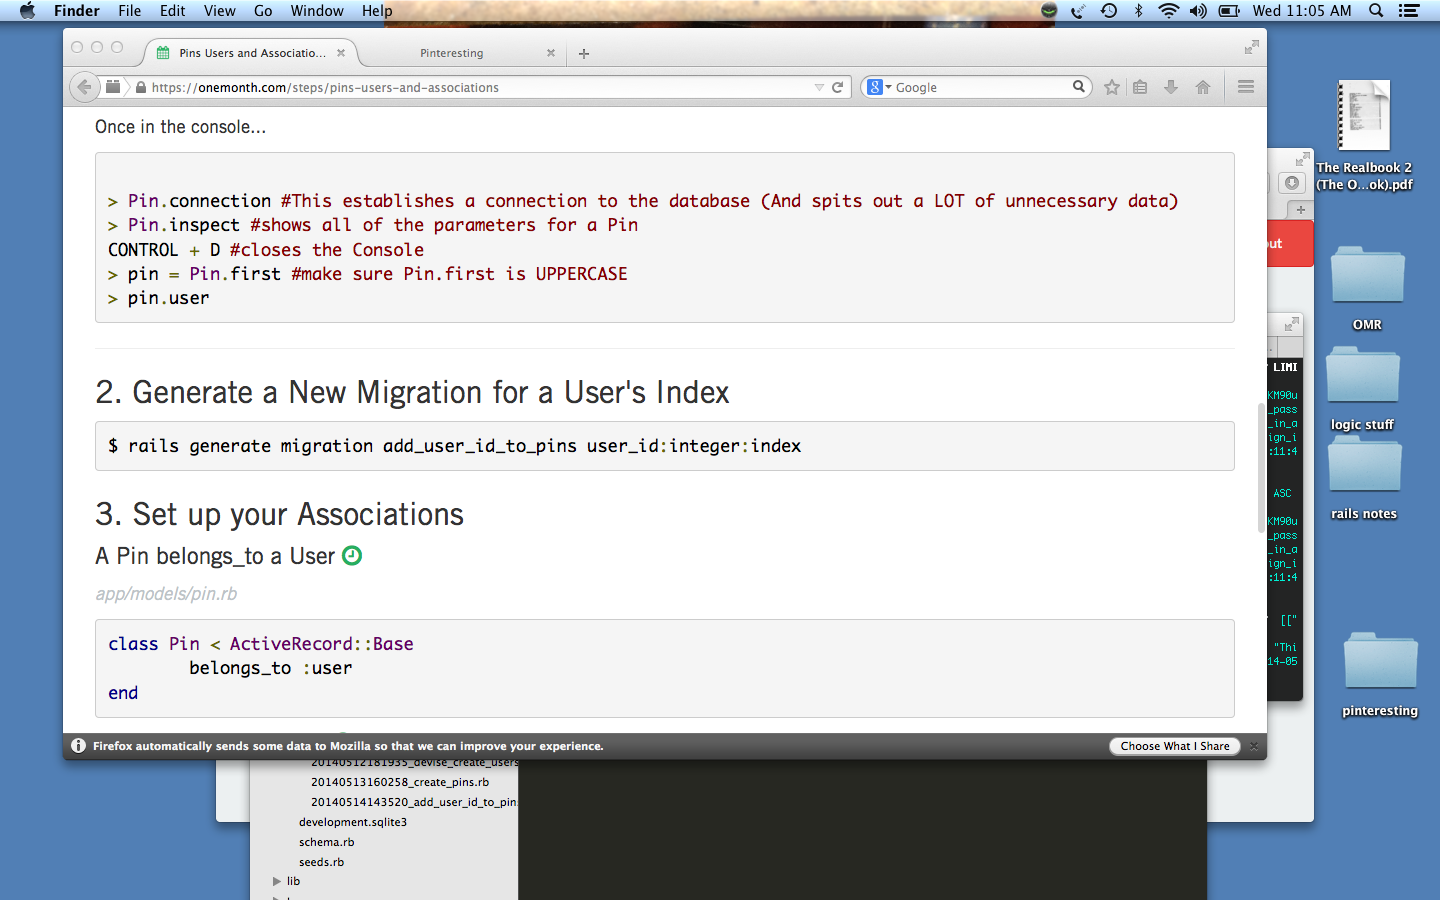 Finder File Edit View Go Window Help
Wed 11:05 AM
Pins Users and Associatio...
Pinteresting
https://onemonth.com/steps/pins-users-and-associations
Google
Once in the console...
> Pin.connection #This establishes a connection to the database (And spits out a LOT of unnecessary data)
> Pin.inspect #shows all of the parameters for a Pin
CONTROL + D #closes the Console
> pin = Pin.first #make sure Pin.first is UPPERCASE
> pin.user
2. Generate a New Migration for a User's Index
$ rails generate migration add_user_id_to_pins user_id:integer:index
3. Set up your Associations
A Pin belongs_to a User
app/models/pin.rb
class Pin < ActiveRecord::Base
belongs_to :user
end
Firefox automatically sends some data to Mozilla so that we can improve your experience.
Choose What I Share
20140512181935_devise_create_users
20140513160258_create_pins.rb
20140514143520_add_user_id_to_pin
development.sqlite3
schema.rb
seeds.rb
lib
out
LIMI
KM90u
_pass
_in_a
ign_i
:11:4
ASC
KM90u
_pass
_in_a
ign_i
:11:4
[["
"Thi
14-05
The Realbook 2
(The O...ok).pdf
OMR
logic stuff
rails notes
pinteresting